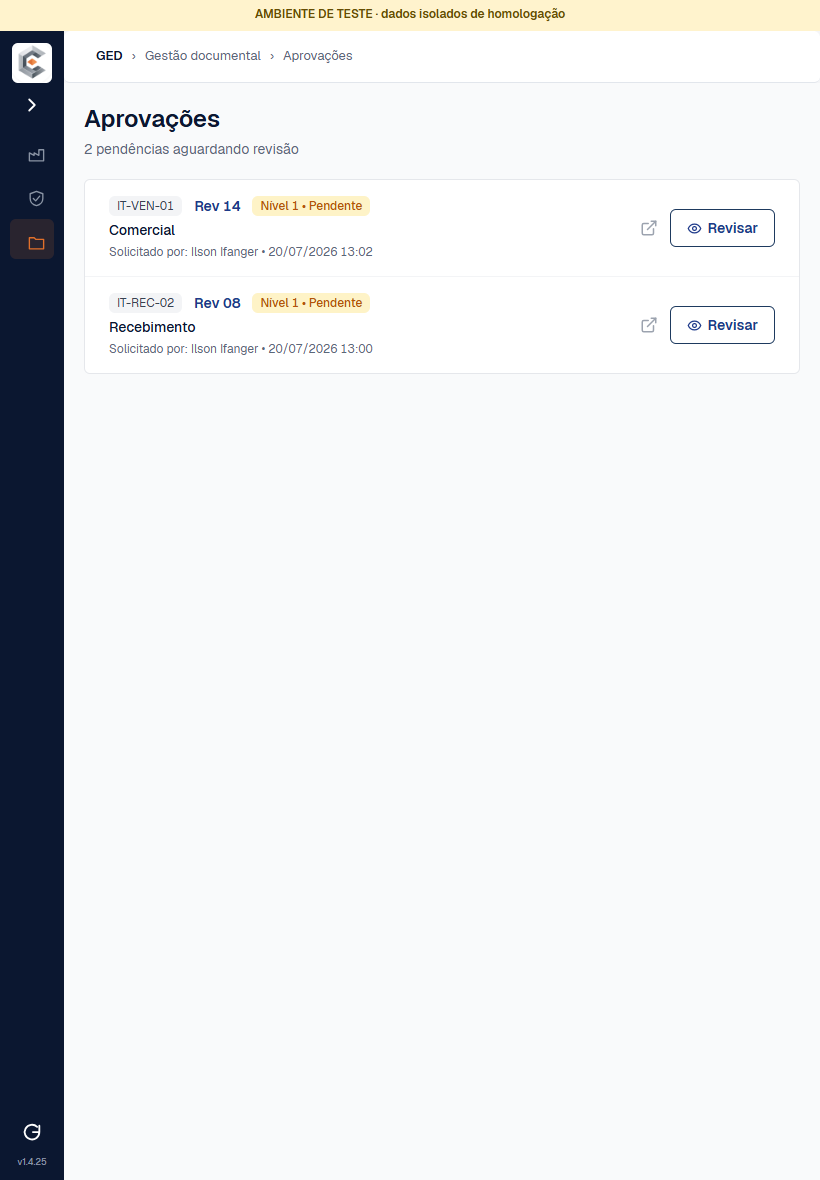 AMBIENTE DE TESTE · dados isolados de homologação
GED › Gestão documental › Aprovações
Aprovações
2 pendências aguardando revisão
IT-VEN-01 Rev 14 Nível 1 • Pendente
Comercial
Solicitado por: Ilson Ifanger • 20/07/2026 13:02
Revisar
IT-REC-02 Rev 08 Nível 1 • Pendente
Recebimento
Solicitado por: Ilson Ifanger • 20/07/2026 13:00
Revisar
v1.4.25